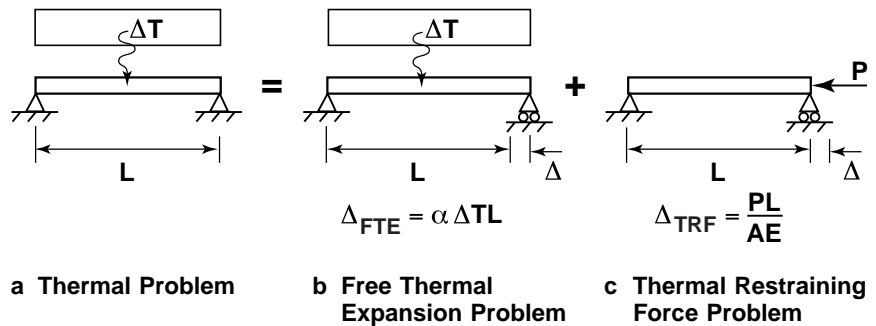 ΔT
ΔT
=
+
P
L
L
Δ
L
Δ
Δ_FTE = α ΔTL
Δ_TRF = PL/AE
a Thermal Problem
b Free Thermal
Expansion Problem
c Thermal Restraining
Force Problem